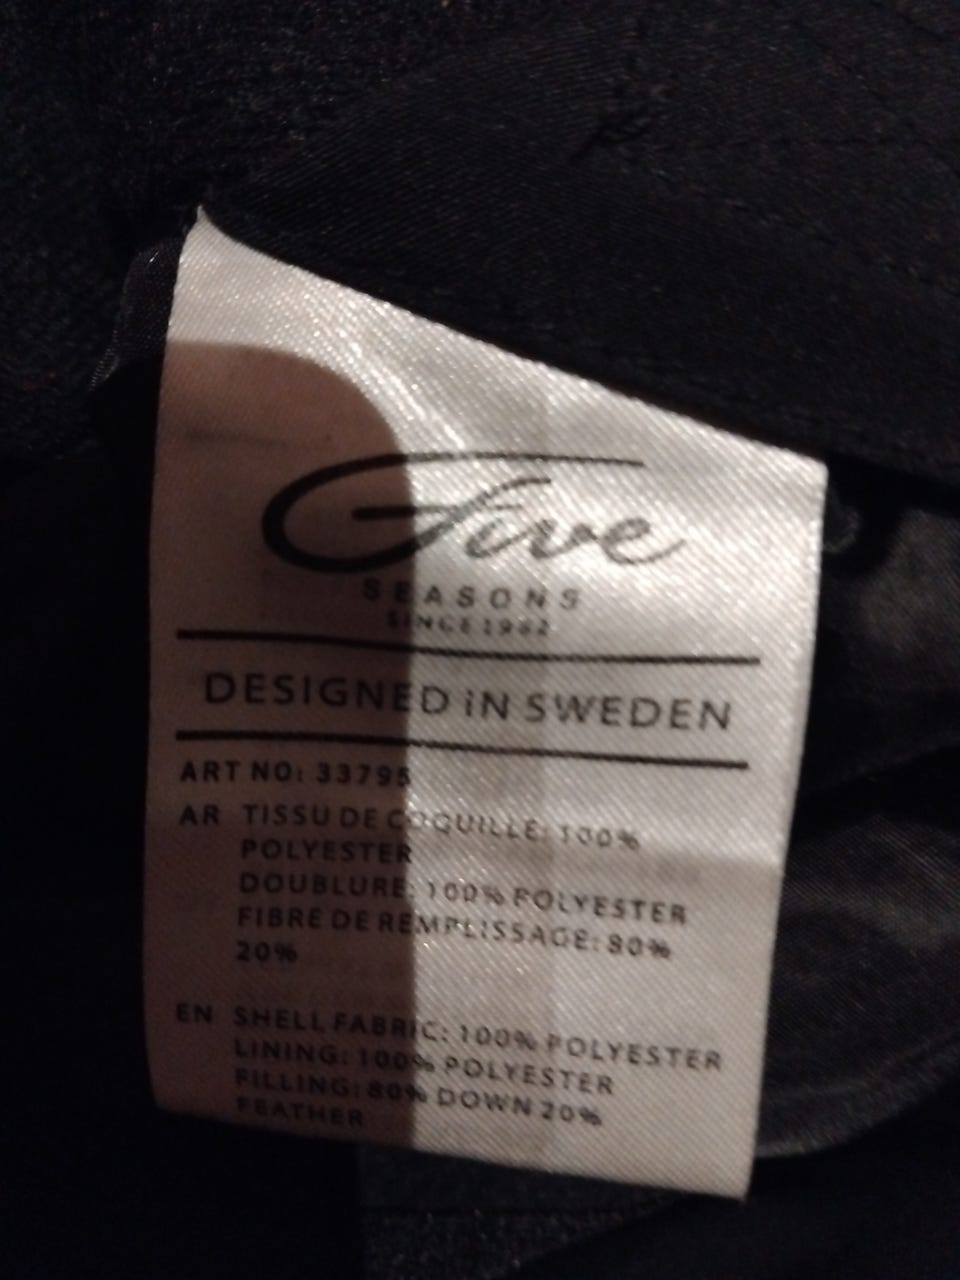 Five
SEASONS
SINCE 1982
DESIGNED iN SWEDEN
ART NO: 33795
AR TISSU DE COQUILLE: 100%
POLYESTER
DOUBLURE: 100% POLYESTER
FIBRE DE REMPLISSAGE: 80%
20%
EN SHELL FABRIC: 100% POLYESTER
LINING: 100% POLYESTER
FILLING: 80% DOWN 20%
FEATHER